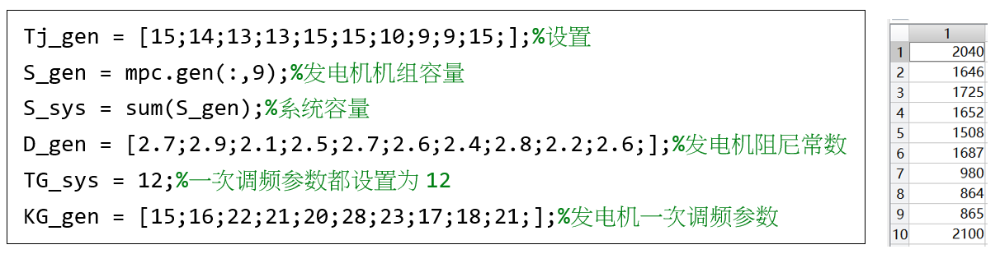 Tj_gen = [15;14;13;13;15;15;10;9;9;15;];%设置
S_gen = mpc.gen(:,9);%发电机机组容量
S_sys = sum(S_gen);%系统容量
D_gen = [2.7;2.9;2.1;2.5;2.7;2.6;2.4;2.8;2.2;2.6;];%发电机阻尼常数
TG_sys = 12;%一次调频参数都设置为 12
KG_gen = [15;16;22;21;20;28;23;17;18;21;];%发电机一次调频参数
1
1 2040
2 1646
3 1725
4 1652
5 1508
6 1687
7 980
8 864
9 865
10 2100